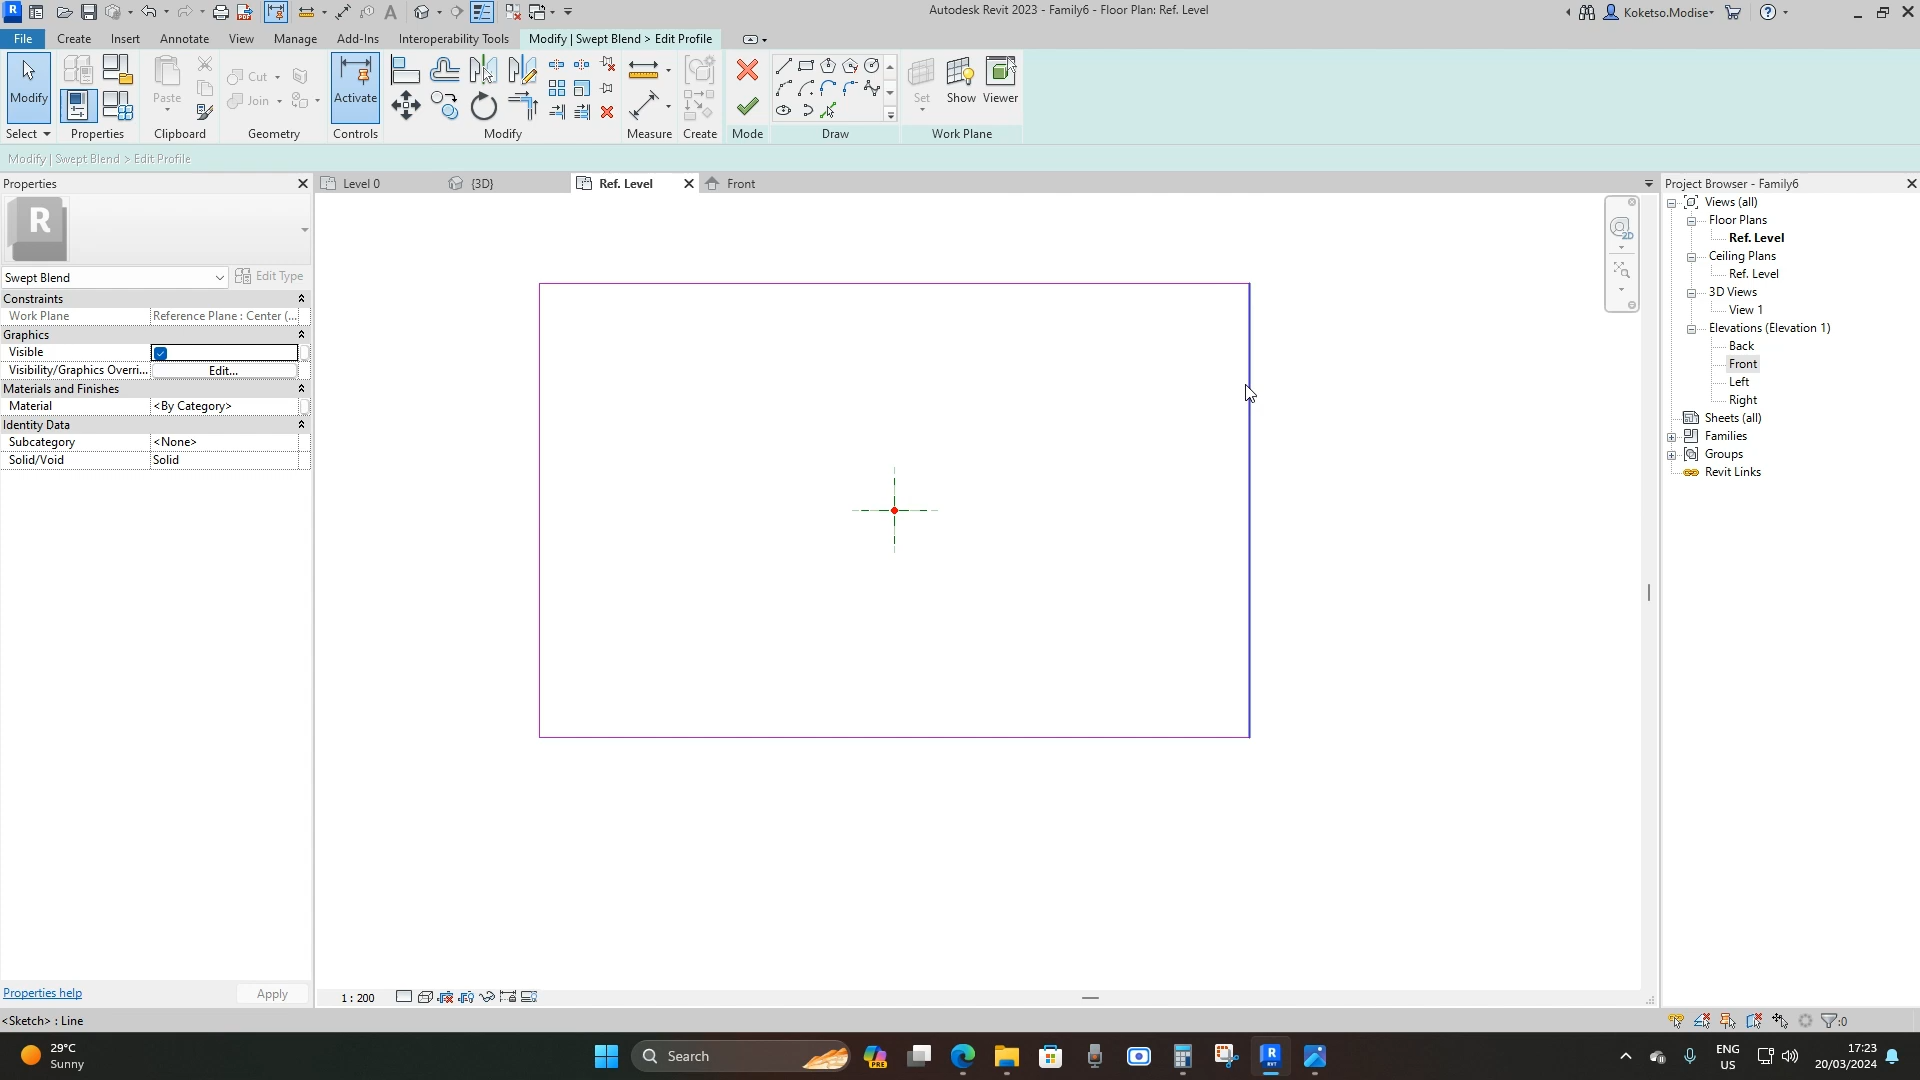 Autodesk Revit 2023 - Family6 - Floor Plan: Ref. Level
Koketso.Modise
File Create Insert Annotate View Manage Add-Ins Interoperability Tools Modify | Swept Blend > Edit Profile
Modify
Paste
Cut
Join
Activate
Set
Show
Viewer
Select Properties Clipboard Geometry Controls Modify Measure Create Mode Draw Work Plane
Modify | Swept Blend > Edit Profile
Properties
R
Swept Blend
Edit Type
Constraints
Work Plane Reference Plane : Center (...
Graphics
Visible
Visibility/Graphics Overri... Edit...
Materials and Finishes
Material <By Category>
Identity Data
Subcategory <None>
Solid/Void Solid
Properties help
Apply
Level 0 {3D} Ref. Level Front
2D
1 : 200
Project Browser - Family6
Views (all)
Floor Plans
Ref. Level
Ceiling Plans
Ref. Level
3D Views
View 1
Elevations (Elevation 1)
Back
Front
Left
Right
Sheets (all)
Families
Groups
Revit Links
<Sketch> : Line
:0
29°C
Sunny
Search
PRE
ENG
US
17:23
20/03/2024